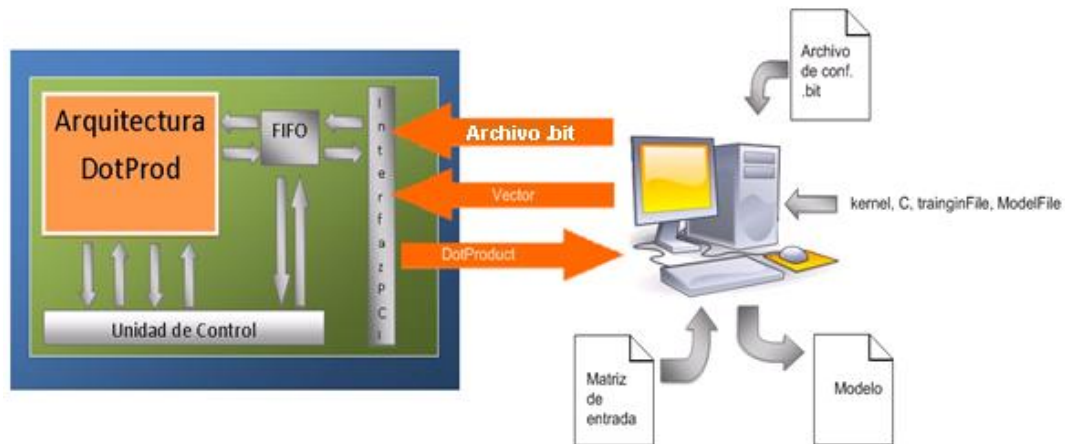 Archivo
de conf.
.bit
Arquitectura
DotProd
FIFO
InterfazPCI
Archivo .bit
Vector
DotProduct
kernel, C, trainginFile, ModelFile
Unidad de Control
Matriz
de
entrada
Modelo